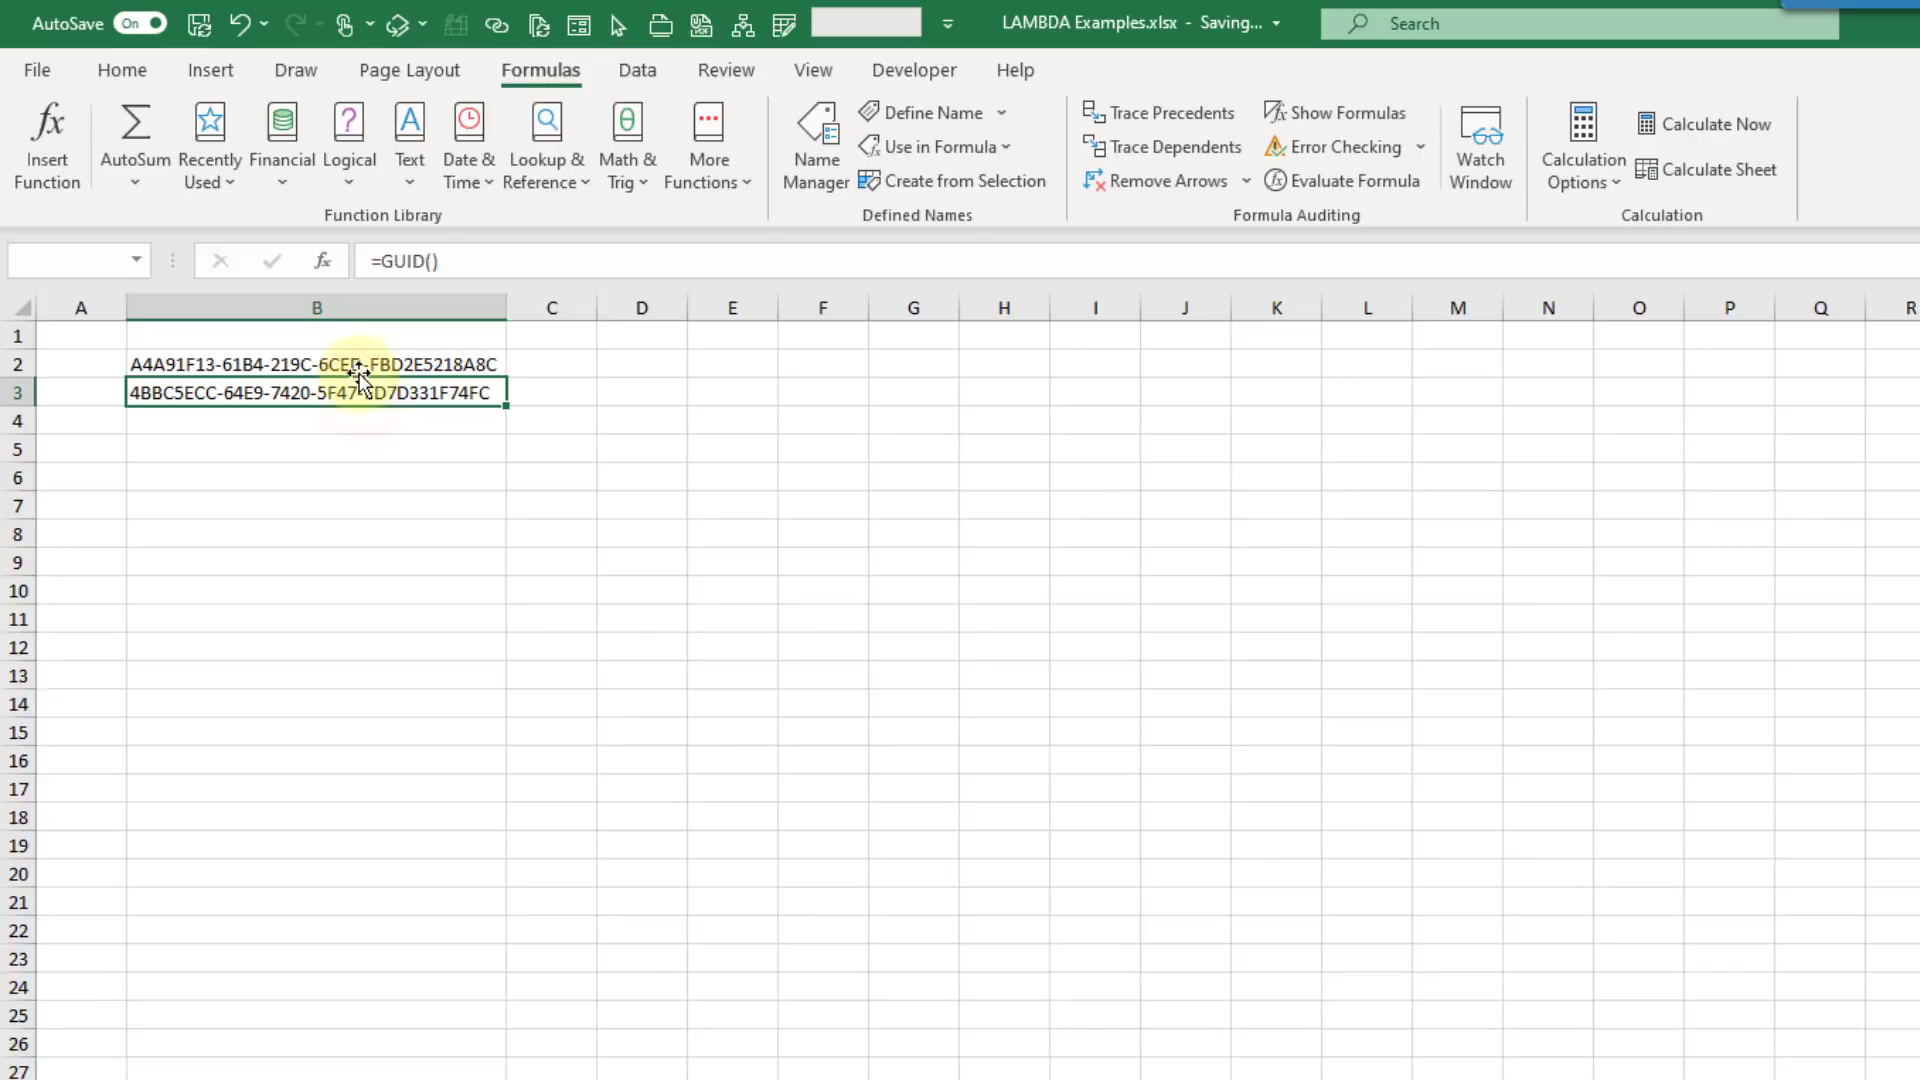 AutoSave On LAMBDA Examples.xlsx - Saving... Search
File Home Insert Draw Page Layout Formulas Data Review View Developer Help
Insert Function
AutoSum
Recently Used
Financial
Logical
Text
Date & Time
Lookup & Reference
Math & Trig
More Functions
Function Library
Name Manager
Define Name
Use in Formula
Create from Selection
Defined Names
Trace Precedents
Trace Dependents
Remove Arrows
Show Formulas
Error Checking
Evaluate Formula
Formula Auditing
Watch Window
Calculation Options
Calculate Now
Calculate Sheet
Calculation
fx =GUID()
A B C D E F G H I J K L M N O P Q R
1
2 A4A91F13-61B4-219C-
3 4BBC5ECC-64E9-7420-
4
5
6
7
8
9
10
11
12
13
14
15
16
17
18
19
20
21
22
23
24
25
26
27